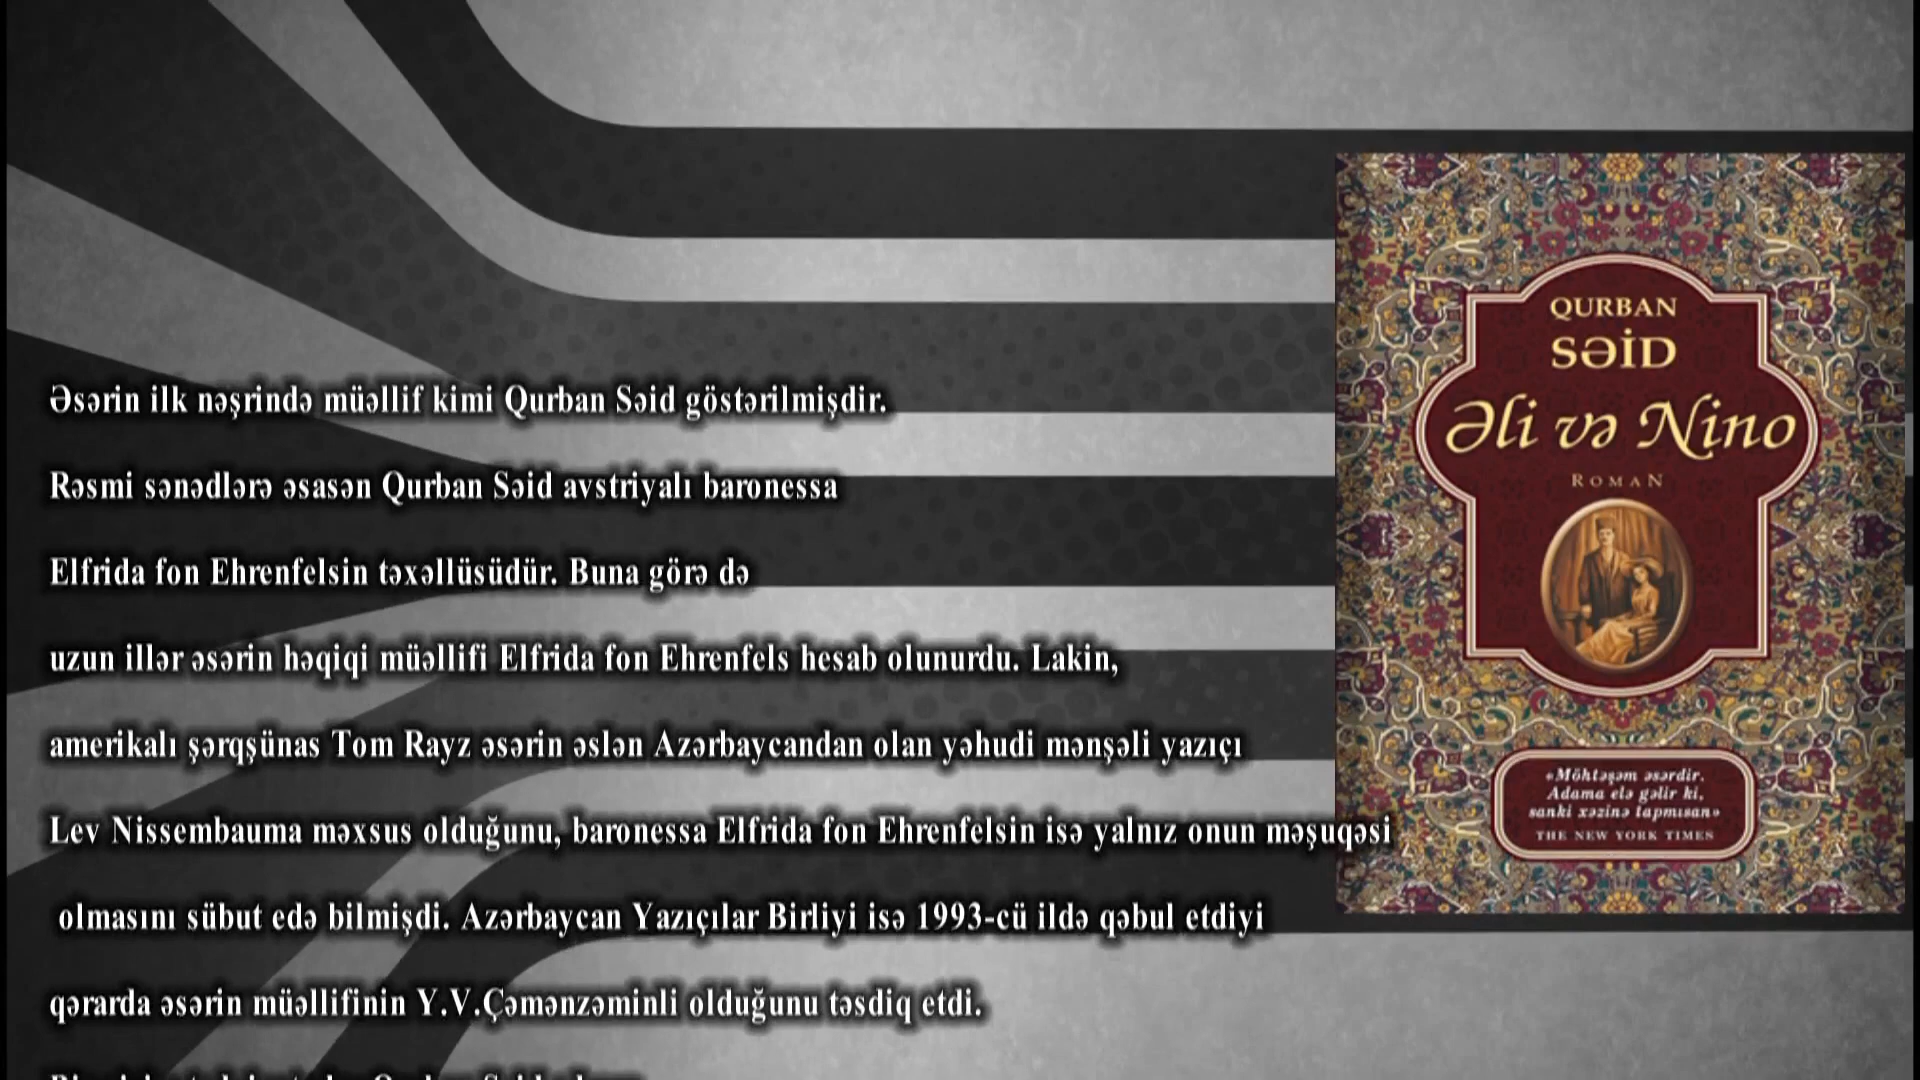 Əsərin ilk nəşrində müəllif kimi Qurban Səid göstərilmişdir.
Rəsmi sənədlərə əsasən Qurban Səid avstriyalı baronessa
Elfrida fon Ehrenfelsin təxəllüsüdür. Buna görə də
uzun illər əsərin həqiqi müəllifi Elfrida fon Ehrenfels hesab olunurdu. Lakin,
amerikalı şərqşünas Tom Rayz əsərin əslən Azərbaycandan olan yəhudi mənşəli yazıçı
Lev Nissembauma məxsus olduğunu, baronessa Elfrida fon Ehrenfelsin isə yalnız onun məşuqəsi
olmasını sübut edə bilmişdi. Azərbaycan Yazıçılar Birliyi isə 1993-cü ildə qəbul etdiyi
qərarda əsərin müəllifinin Y.V.Çəmənzəminli olduğunu təsdiq etdi.
QURBAN
SƏİD
Əli və Nino
ROMAN
«Möhtəşəm əsərdir.
Adama elə gəlir ki,
sanki xəzinə tapmısan»
THE NEW YORK TIMES